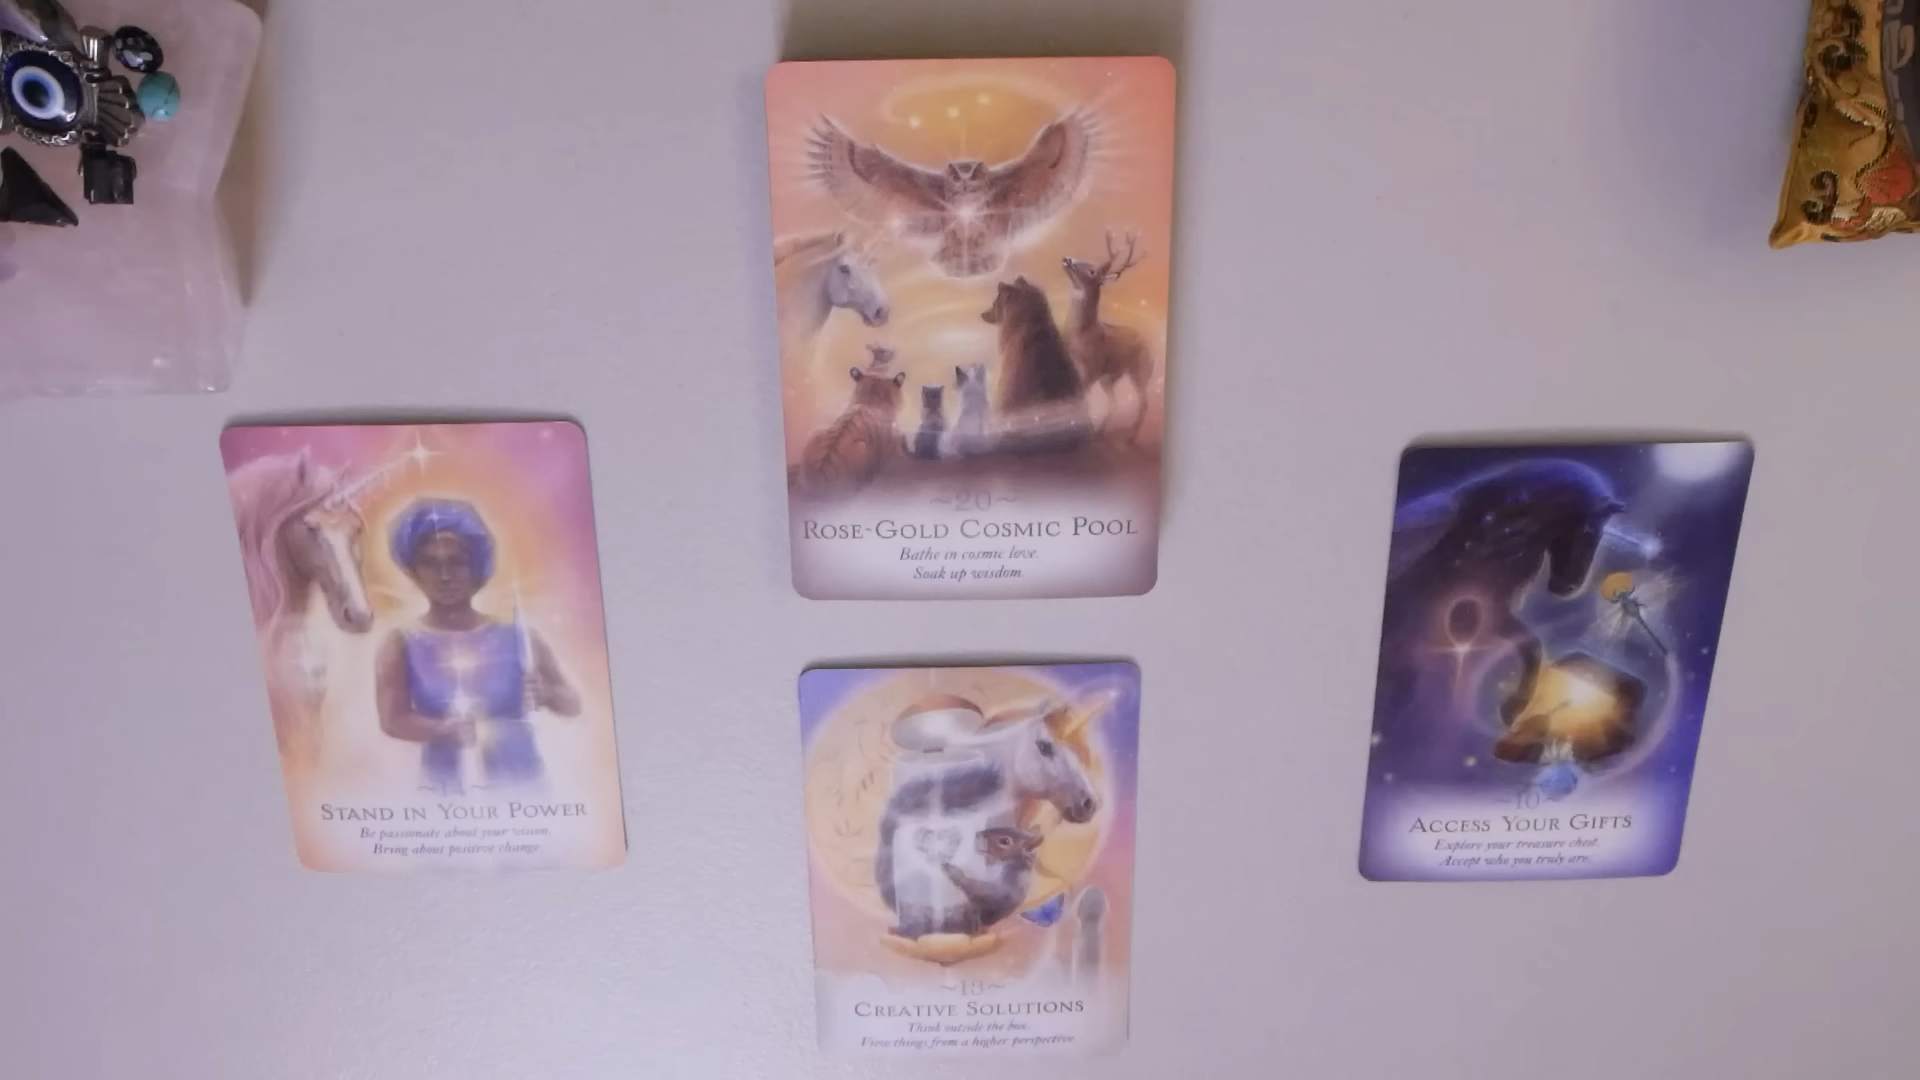 ~20~
ROSE-GOLD COSMIC POOL
Bathe in cosmic love.
Soak up wisdom.
STAND IN YOUR POWER
Be passionate about your vision.
Bring about positive change.
~13~
CREATIVE SOLUTIONS
Think outside the box.
View things from a higher perspective.
~10~
ACCESS YOUR GIFTS
Explore your treasure chest.
Accept who you truly are.